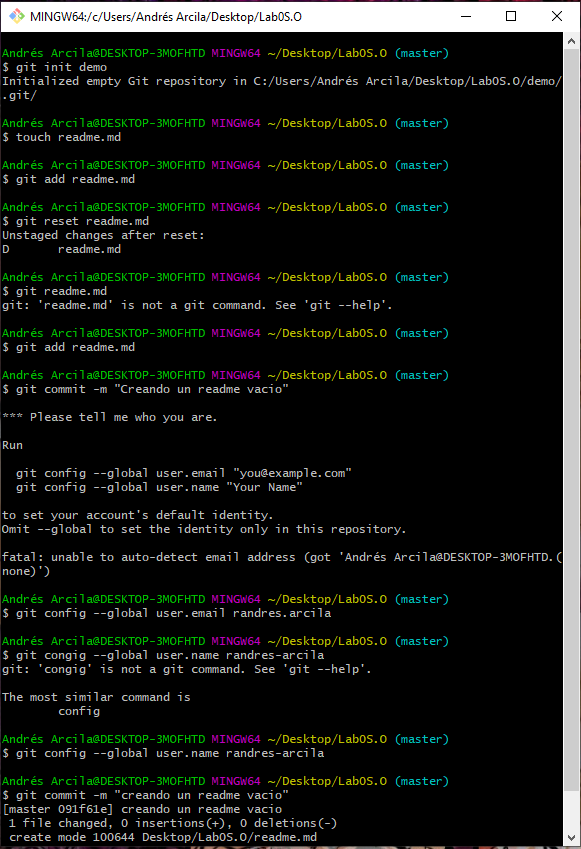 MINGW64:/c/Users/Andrés Arcila/Desktop/Lab0S.O
Andrés Arcila@DESKTOP-3MOFHTD MINGW64 ~/Desktop/Lab0S.O (master)
$ git init demo
Initialized empty Git repository in C:/Users/Andrés Arcila/Desktop/Lab0S.O/demo/
.git/
Andrés Arcila@DESKTOP-3MOFHTD MINGW64 ~/Desktop/Lab0S.O (master)
$ touch readme.md
Andrés Arcila@DESKTOP-3MOFHTD MINGW64 ~/Desktop/Lab0S.O (master)
$ git add readme.md
Andrés Arcila@DESKTOP-3MOFHTD MINGW64 ~/Desktop/Lab0S.O (master)
$ git reset readme.md
Unstaged changes after reset:
D       readme.md
Andrés Arcila@DESKTOP-3MOFHTD MINGW64 ~/Desktop/Lab0S.O (master)
$ git readme.md
git: 'readme.md' is not a git command. See 'git --help'.
Andrés Arcila@DESKTOP-3MOFHTD MINGW64 ~/Desktop/Lab0S.O (master)
$ git add readme.md
Andrés Arcila@DESKTOP-3MOFHTD MINGW64 ~/Desktop/Lab0S.O (master)
$ git commit -m "Creando un readme vacio"
*** Please tell me who you are.
Run
  git config --global user.email "you@example.com"
  git config --global user.name "Your Name"
to set your account's default identity.
Omit --global to set the identity only in this repository.
fatal: unable to auto-detect email address (got 'Andrés Arcila@DESKTOP-3MOFHTD.(
none)')
Andrés Arcila@DESKTOP-3MOFHTD MINGW64 ~/Desktop/Lab0S.O (master)
$ git config --global user.email randres.arcila
Andrés Arcila@DESKTOP-3MOFHTD MINGW64 ~/Desktop/Lab0S.O (master)
$ git congig --global user.name randres-arcila
git: 'congig' is not a git command. See 'git --help'.
The most similar command is
        config
Andrés Arcila@DESKTOP-3MOFHTD MINGW64 ~/Desktop/Lab0S.O (master)
$ git config --global user.name randres-arcila
Andrés Arcila@DESKTOP-3MOFHTD MINGW64 ~/Desktop/Lab0S.O (master)
$ git commit -m "creando un readme vacio"
[master 091f61e] creando un readme vacio
 1 file changed, 0 insertions(+), 0 deletions(-)
 create mode 100644 Desktop/Lab0S.O/readme.md